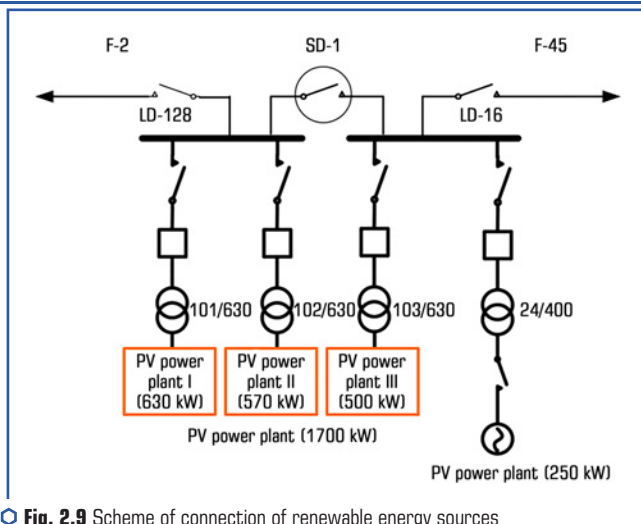 F-2 SD-1 F-45
LD-128 LD-16
101/630 102/630 103/630 24/400
PV power
plant I
(630 kW)
PV power
plant II
(570 kW)
PV power
plant III
(500 kW)
PV power plant (1700 kW)
PV power plant (250 kW)
Fig. 2.9 Scheme of connection of renewable energy sources